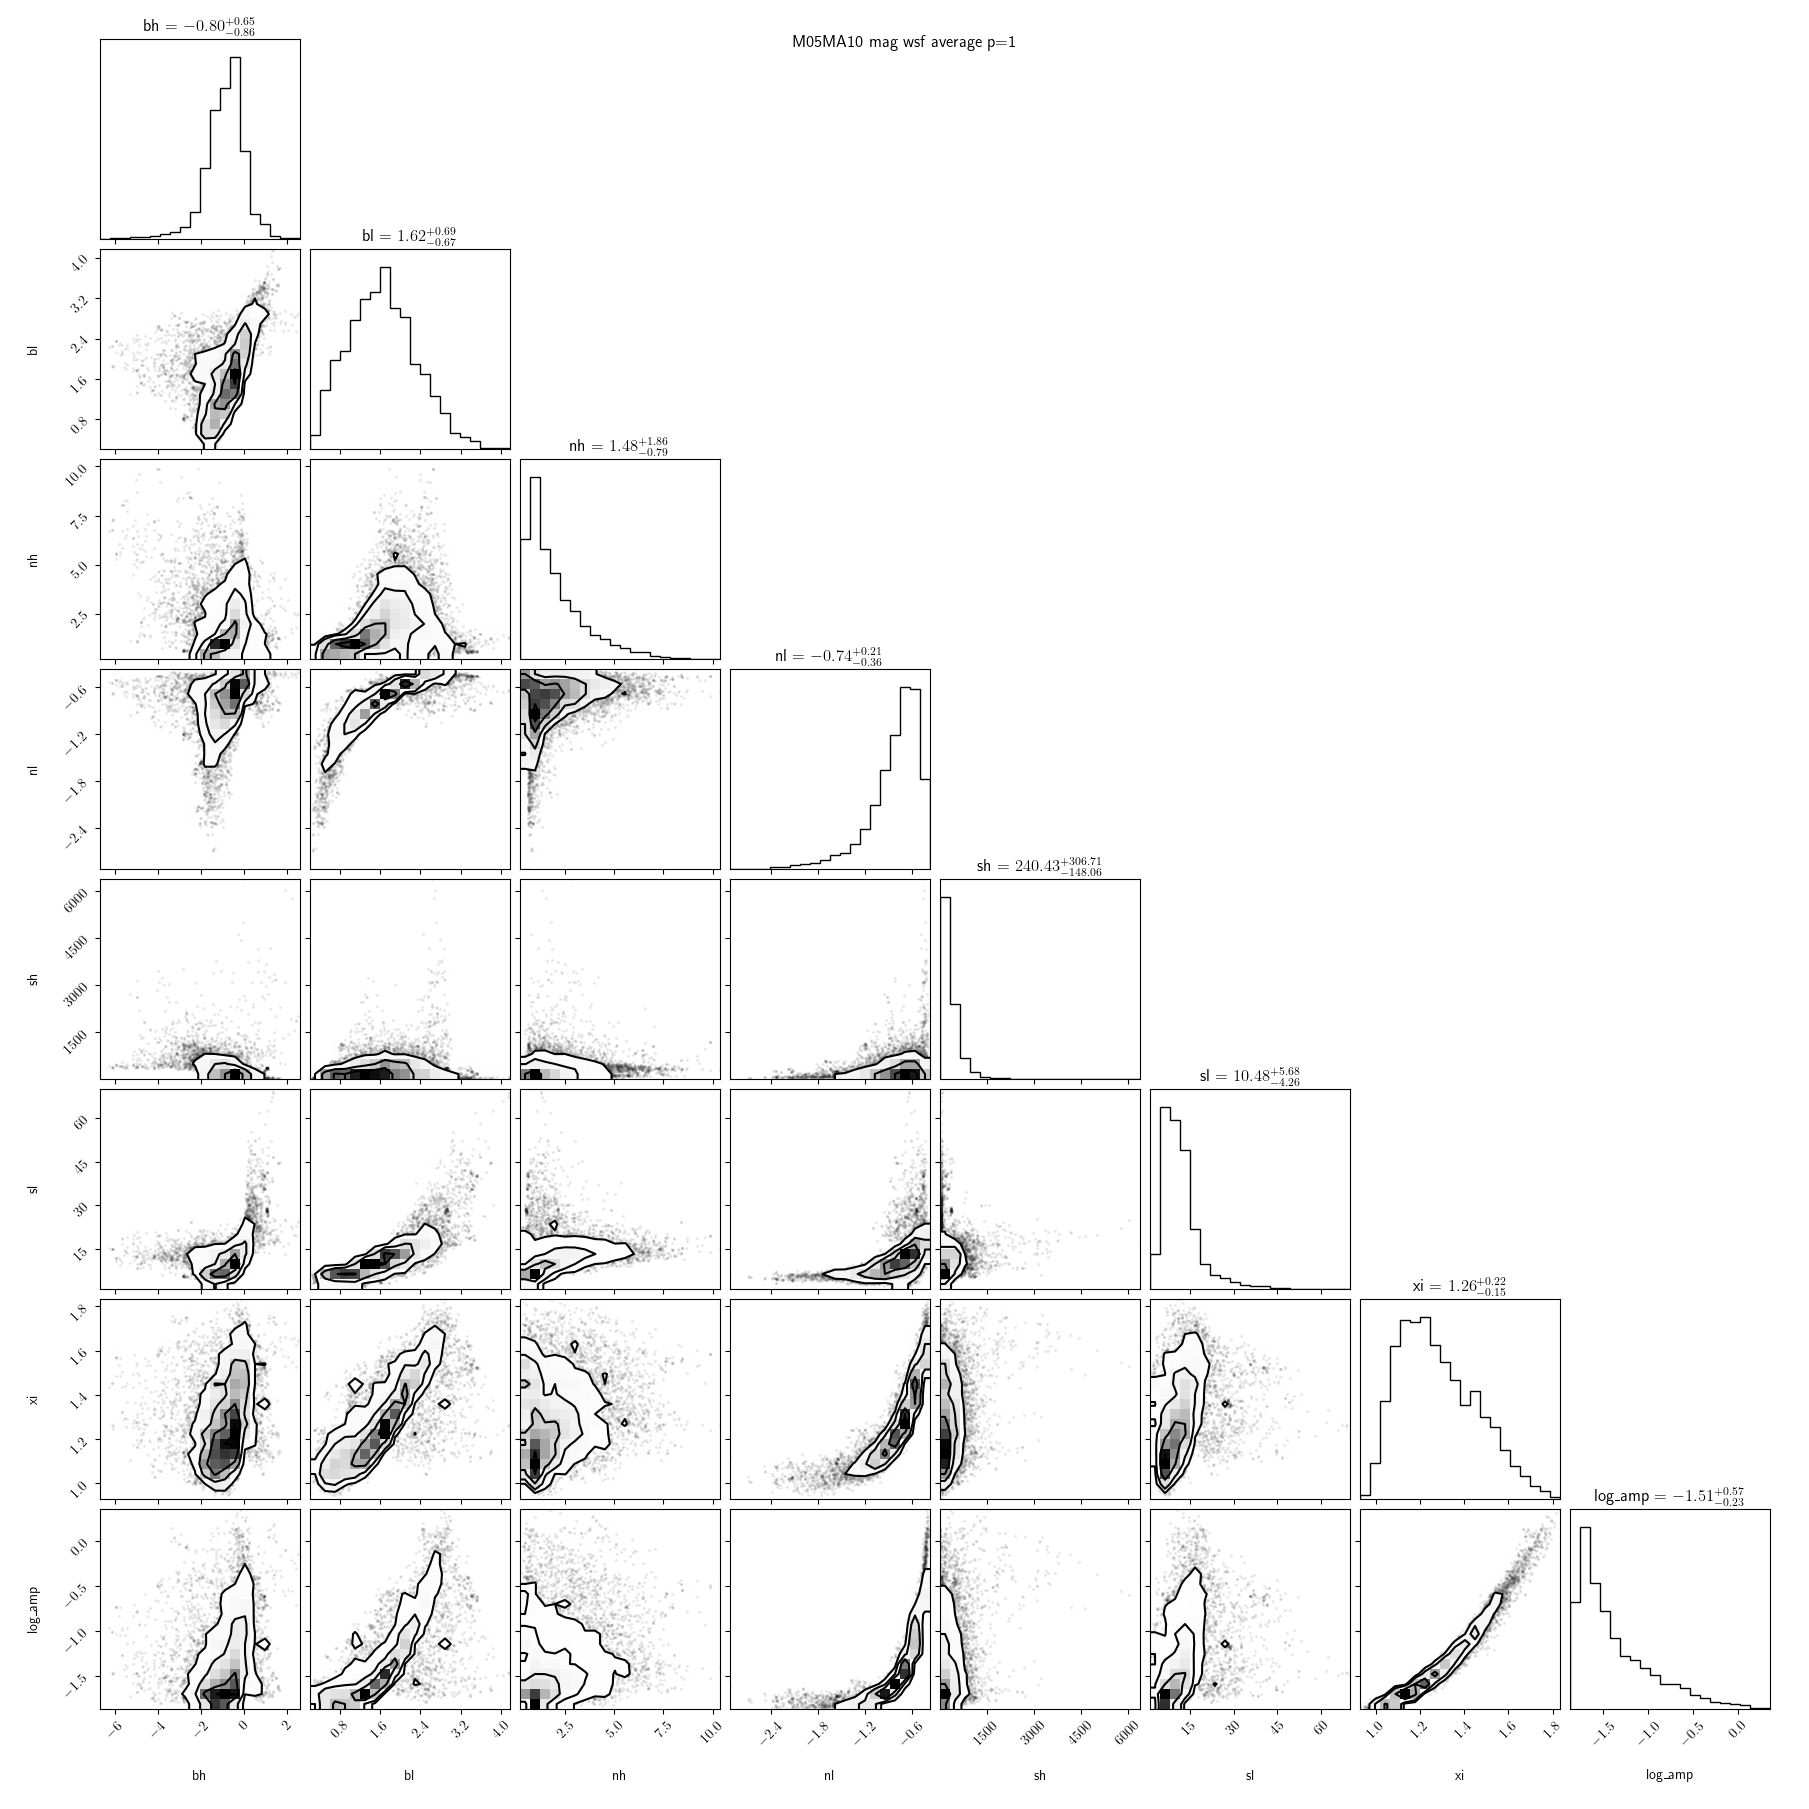 bh = −0.80 +0.65 −0.86
M05MA10 mag wsf average p=1
bl = 1.62 +0.69 −0.67
4.0
3.2
2.4
1.6
0.8
bl
nh = 1.48 +1.86 −0.79
10.0
7.5
5.0
2.5
nh
nl = −0.74 +0.21 −0.36
−0.6
−1.2
−1.8
−2.4
nl
sh = 240.43 +306.71 −148.06
6000
4500
3000
1500
sh
sl = 10.48 +5.68 −4.26
60
45
30
15
sl
xi = 1.26 +0.22 −0.15
1.8
1.6
1.4
1.2
1.0
xi
log_amp = −1.51 +0.57 −0.23
0.0
−0.5
−1.0
−1.5
log_amp
−6 −4 −2 0 2 0.8 1.6 2.4 3.2 4.0 2.5 5.0 7.5 10.0 −2.4 −1.8 −1.2 −0.6 1500 3000 4500 6000 15 30 45 60 1.0 1.2 1.4 1.6 1.8 −1.5 −1.0 −0.5 0.0
bh bl nh nl sh sl xi log_amp